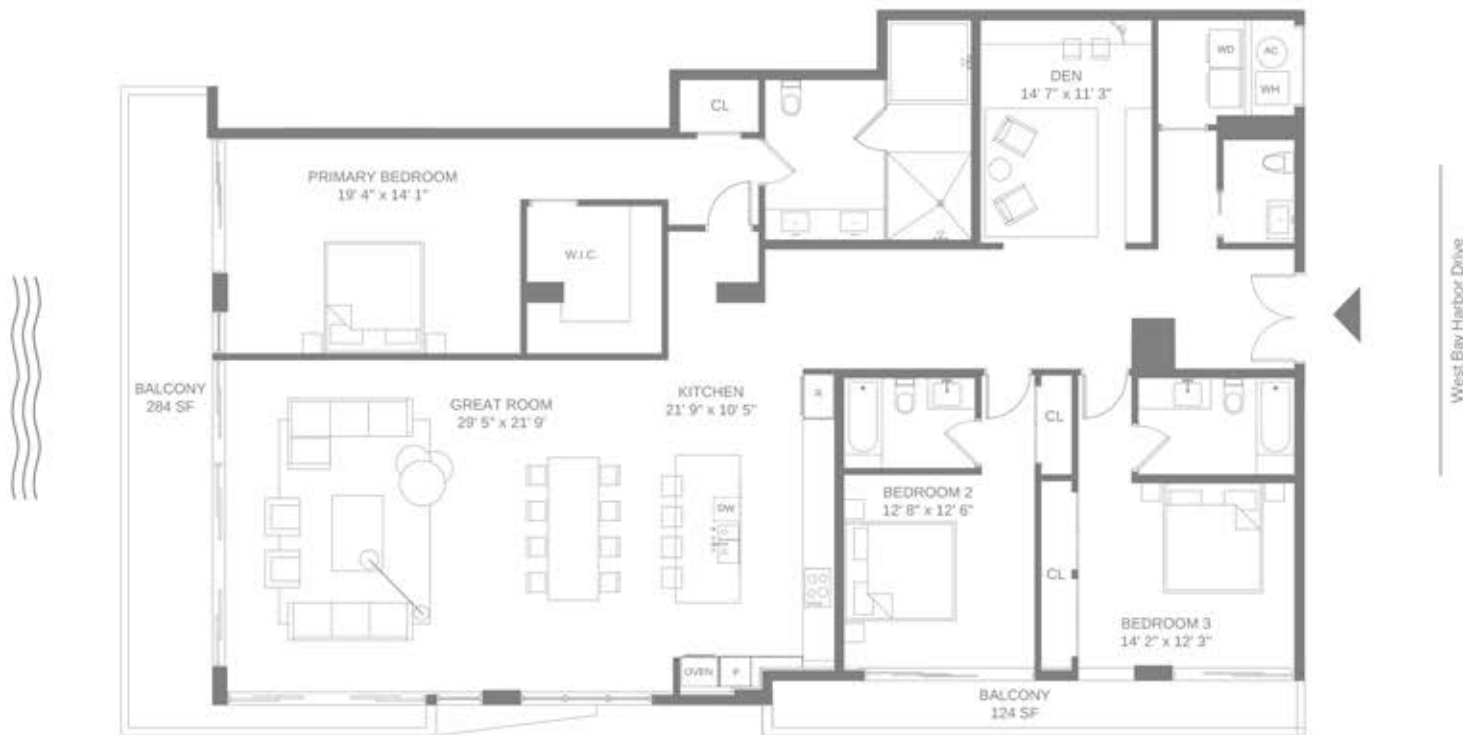 WD
AC
WH
DEN
14' 7" x 11' 3"
CL
PRIMARY BEDROOM
19' 4" x 14' 1"
W.I.C.
West Bay Harbor Drive
BALCONY
284 SF
GREAT ROOM
29' 5" x 21' 9'
KITCHEN
21' 9" x 10' 5"
R
CL
BEDROOM 2
12' 8" x 12' 6"
DW
CL
BEDROOM 3
14' 2" x 12' 3"
OVEN
F
BALCONY
124 SF